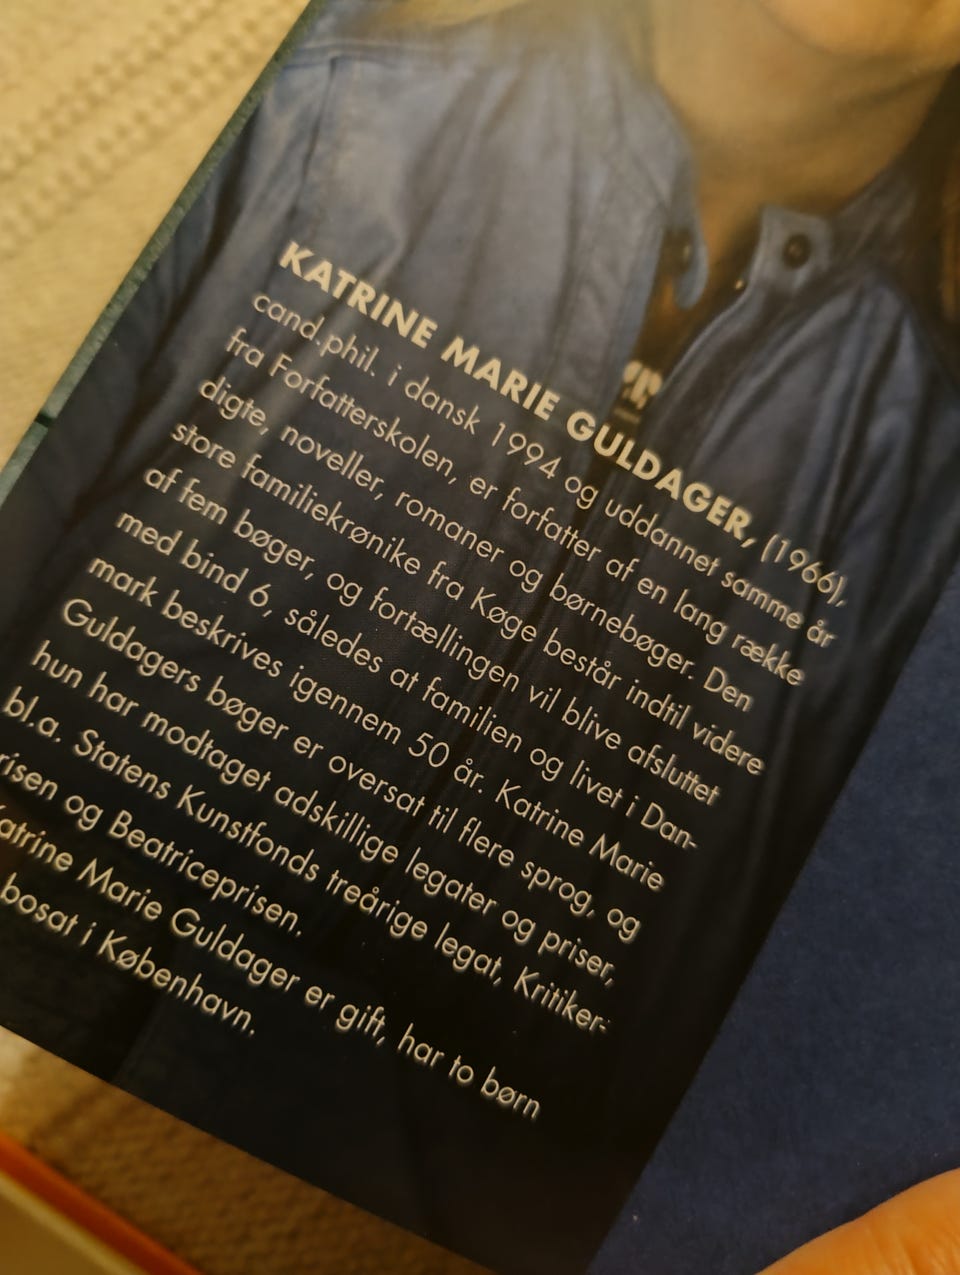 KATRINE MARIE GULDAGER, (1966),
cand.phil. i dansk 1994 og uddannet samme år
fra Forfatterskolen, er forfatter af en lang række
digte, noveller, romaner og børnebøger. Den
store familiekrønike fra Køge består indtil videre
af fem bøger, og fortællingen vil blive afsluttet
med bind 6, således at familien og livet i Dan-
mark beskrives igennem 50 år. Katrine Marie
Guldagers bøger er oversat til flere sprog, og
hun har modtaget adskillige legater og priser,
bl.a. Statens Kunstfonds treårige legat, Kritiker-
risen og Beatriceprisen.
atrine Marie Guldager er gift, har to børn
bosat i København.